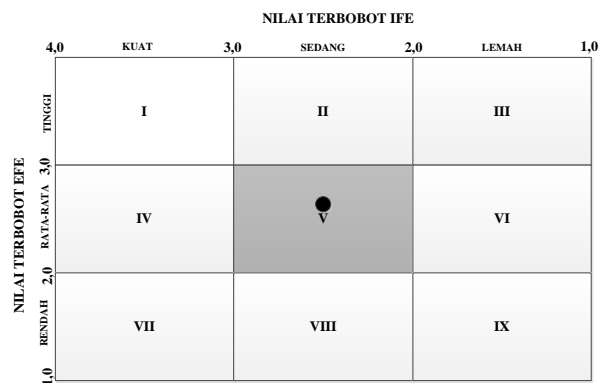 NILAI TERBOBOT IFE
4,0 KUAT 3,0 SEDANG 2,0 LEMAH 1,0
NILAI TERBOBOT EFE
TINGGI
I II III
3,0
RATA-RATA
IV V VI
2,0
RENDAH
VII VIII IX
1,0